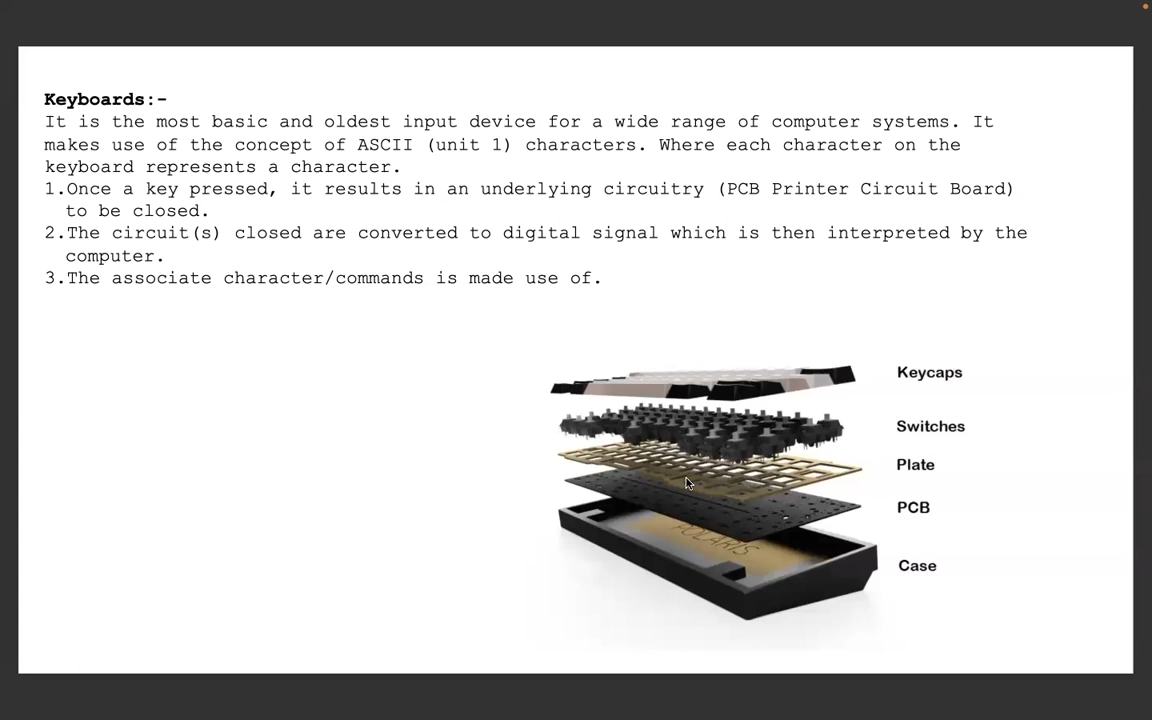 Keyboards:-
It is the most basic and oldest input device for a wide range of computer systems. It
makes use of the concept of ASCII (unit 1) characters. Where each character on the
keyboard represents a character.
1.Once a key pressed, it results in an underlying circuitry (PCB Printer Circuit Board)
to be closed.
2.The circuit(s) closed are converted to digital signal which is then interpreted by the
computer.
3.The associate character/commands is made use of.
Keycaps
Switches
Plate
PCB
POLARIS
Case